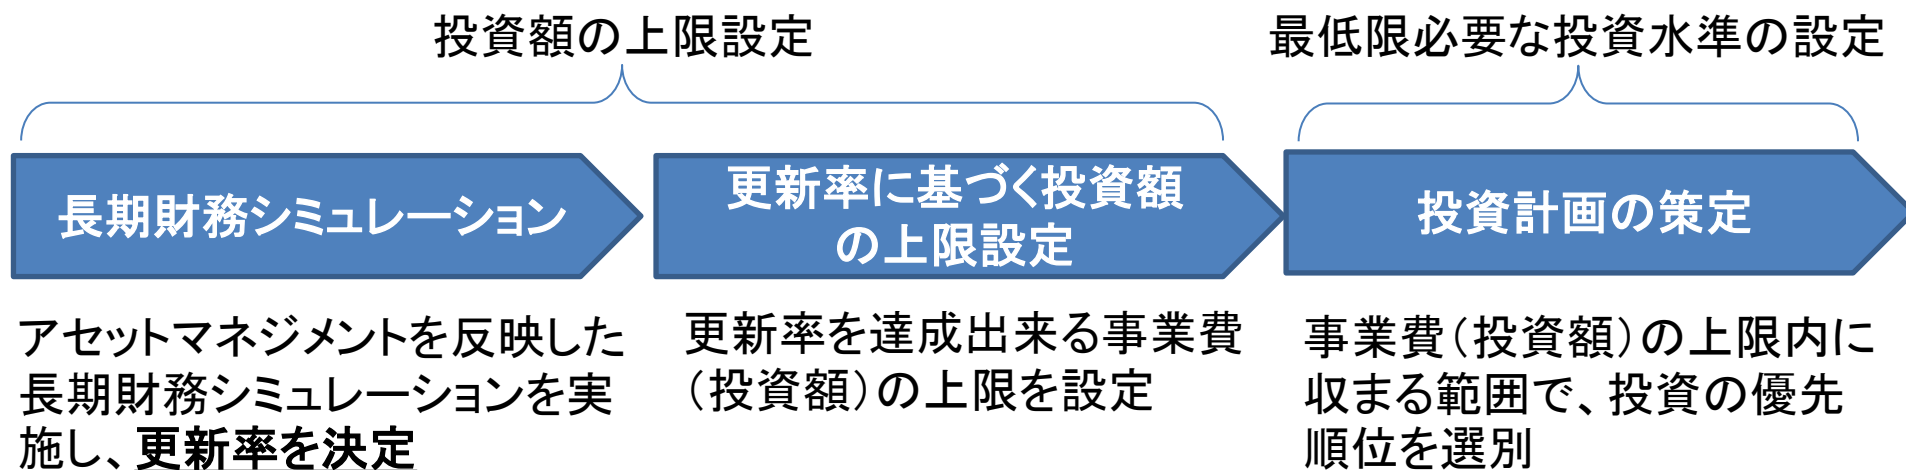 投資額の上限設定
最低限必要な投資水準の設定
長期財務シミュレーション
更新率に基づく投資額
の上限設定
投資計画の策定
アセットマネジメントを反映した
長期財務シミュレーションを実
施し、更新率を決定
更新率を達成出来る事業費
（投資額）の上限を設定
事業費（投資額）の上限内に
収まる範囲で、投資の優先
順位を選別